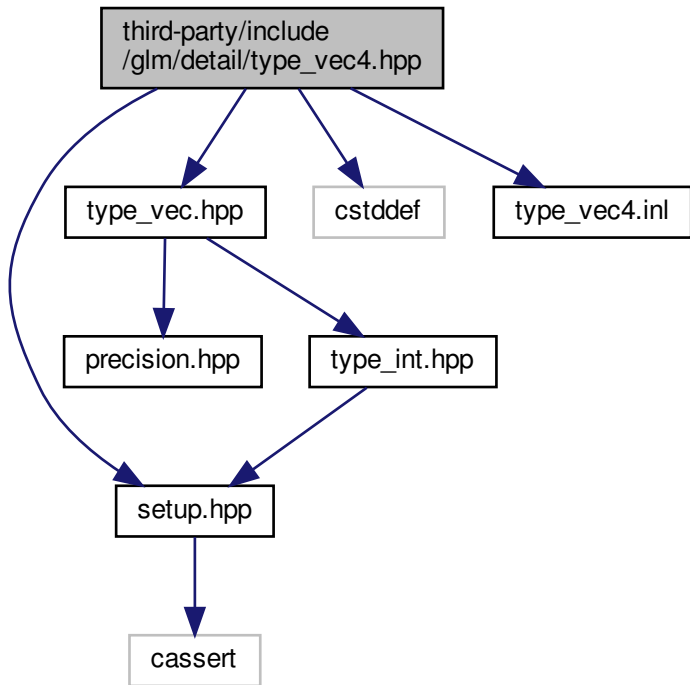 third-party/include
/glm/detail/type_vec4.hpp
type_vec.hpp
cstddef
type_vec4.inl
precision.hpp
type_int.hpp
setup.hpp
cassert